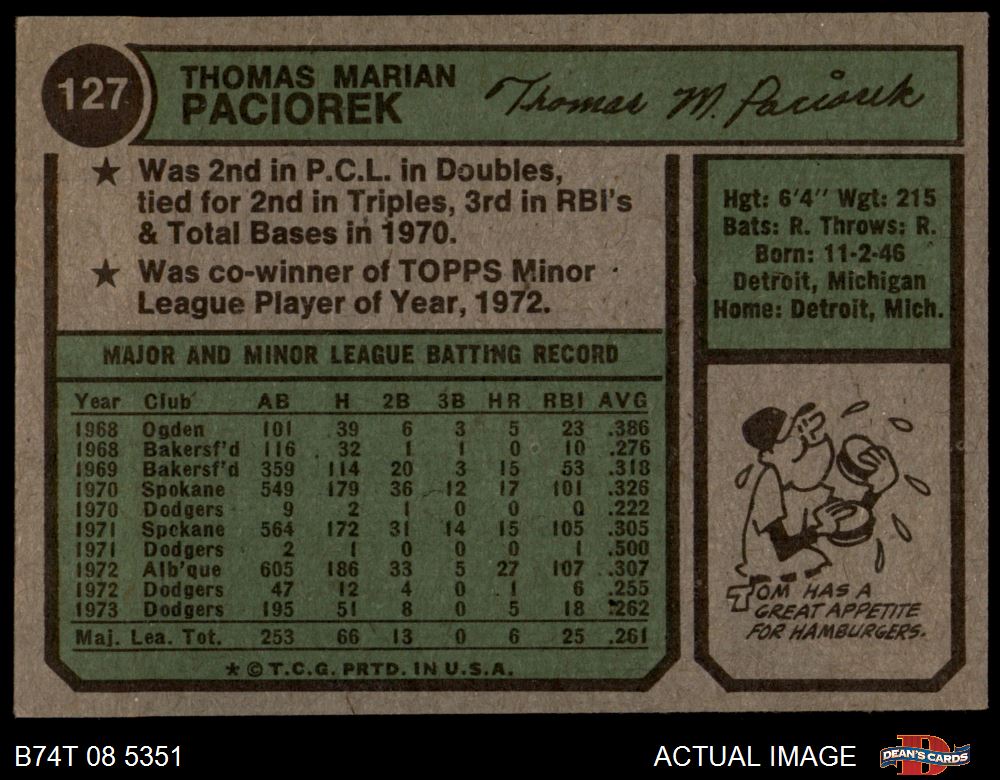 127
THOMAS MARIAN
PACIOREK
Thomas M. Paciorek
★ Was 2nd in P.C.L. in Doubles,
tied for 2nd in Triples, 3rd in RBI's
& Total Bases in 1970.
★ Was co-winner of TOPPS Minor
League Player of Year, 1972.
Hgt: 6'4" Wgt: 215
Bats: R. Throws: R.
Born: 11-2-46
Detroit, Michigan
Home: Detroit, Mich.
MAJOR AND MINOR LEAGUE BATTING RECORD
Year Club AB H 2B 3B HR RBI AVG
1968 Ogden 101 39 6 3 5 23 .386
1968 Bakersf'd 116 32 1 1 0 10 .276
1969 Bakersf'd 359 114 20 3 15 53 .318
1970 Spokane 549 179 36 12 17 101 .326
1970 Dodgers 9 2 1 0 0 0 .222
1971 Spokane 564 172 31 14 15 105 .305
1971 Dodgers 2 1 0 0 0 1 .500
1972 Alb'que 605 186 33 5 27 107 .307
1972 Dodgers 47 12 4 0 1 6 .255
1973 Dodgers 195 51 8 0 5 18 .262
Maj. Lea. Tot. 253 66 13 0 6 25 .261
★ © T.C.G. PRTD. IN U.S.A.
TOM HAS A
GREAT APPETITE
FOR HAMBURGERS.
B74T 08 5351
ACTUAL IMAGE
DEAN'S CARDS